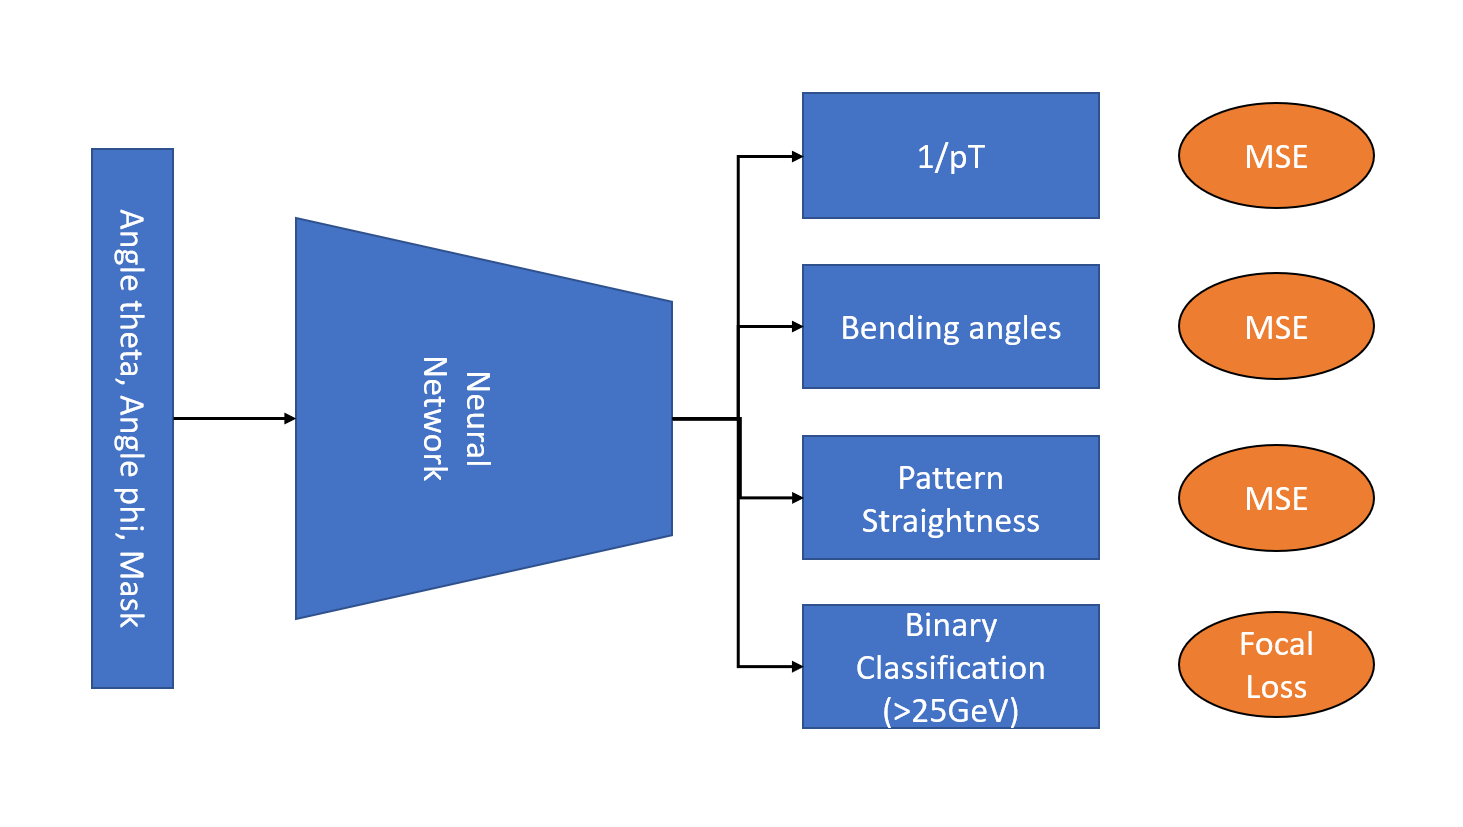 Angle theta, Angle phi, Mask
Neural
Network
1/pT
MSE
Bending angles
MSE
Pattern
Straightness
MSE
Binary
Classification
(>25GeV)
Focal
Loss